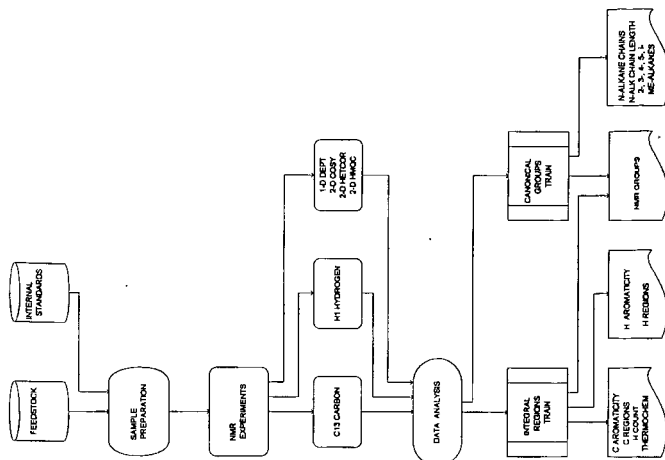 FEEDSTOCK
INTERNAL
STANDARDS
SAMPLE
PREPARATION
NMR
EXPERIMENTS
C13 CARBON
H1 HYDROGEN
1-D DEPT
2-D COSY
2-D HETCOR
2-D HMQC
DATA ANALYSIS
INTEGRAL
REGIONS
TRAIN
CANONICAL
GROUPS
TRAIN
C AROMATICITY
C REGIONS
H COUNT
THERMOCHEM
H AROMATICITY
H REGIONS
NMR GROUPS
N-ALKANE CHAINS
N-ALK CHAIN LENGTH
2-, 3-, 4-, 5-,
ME-ALKANES